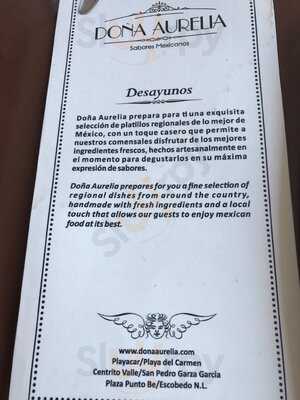 DOÑA AURELIA
Sabores Mexicanos
Desayunos
Doña Aurelia prepara para ti una exquisita
selección de platillos regionales de lo mejor de
México, con un toque casero que permite a
nuestros comensales disfrutar de los mejores
ingredientes frescos, hechos artesanalmente en
el momento para degustarlos en su máxima
expresión de sabores.
Doña Aurelia prepares for you a fine selection of
regional dishes from around the country,
handmade with fresh ingredients and a local
touch that allows our guests to enjoy mexican
food at its best.
www.donaaurelia.com
Playacar/Playa del Carmen
Centrito Valle/San Pedro Garza García
Plaza Punto Be/Escobedo N.L.